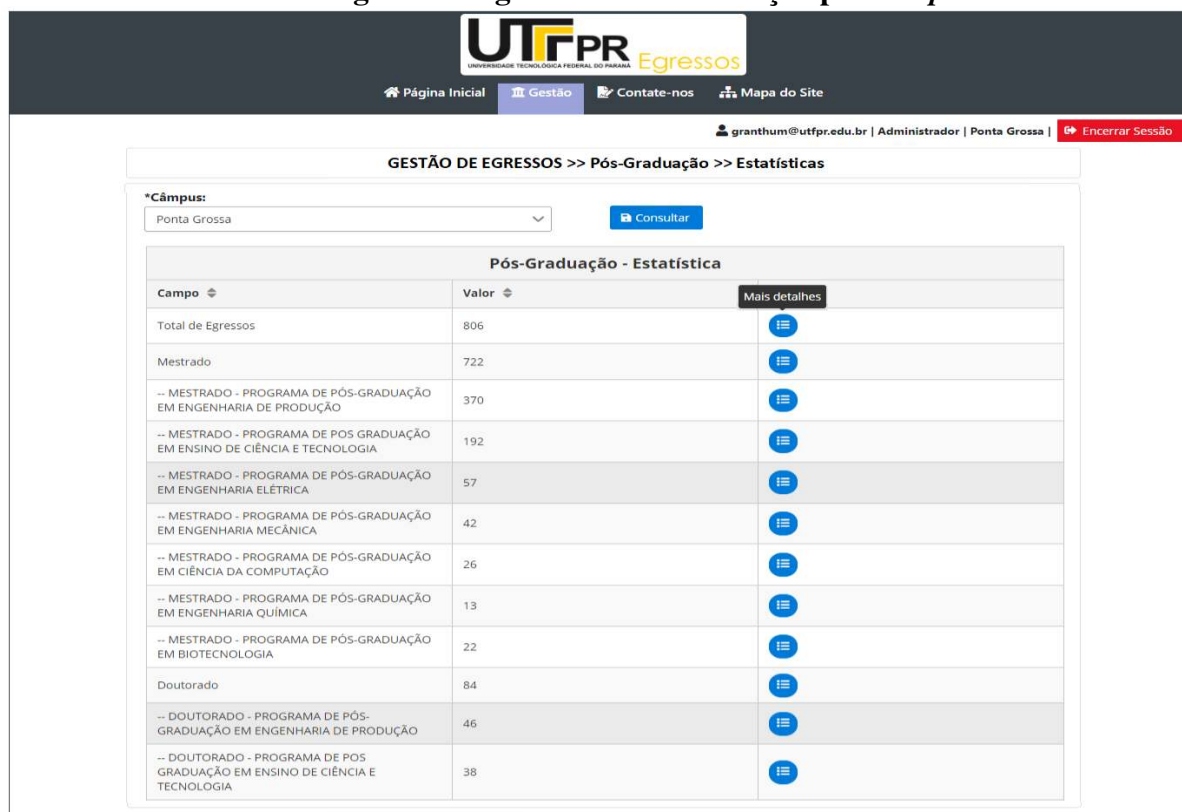 UTFPR
UNIVERSIDADE TECNOLÓGICA FEDERAL DO PARANÁ
Egressos
Página Inicial Gestão Contate-nos Mapa do Site
granthum@utfpr.edu.br | Administrador | Ponta Grossa | Encerrar Sessão
GESTÃO DE EGRESSOS >> Pós-Graduação >> Estatísticas
*Câmpus:
Ponta Grossa Consultar
Pós-Graduação - Estatística
Campo Valor
Mais detalhes
Total de Egressos 806
Mestrado 722
-- MESTRADO - PROGRAMA DE PÓS-GRADUAÇÃO
EM ENGENHARIA DE PRODUÇÃO 370
-- MESTRADO - PROGRAMA DE POS GRADUAÇÃO
EM ENSINO DE CIÊNCIA E TECNOLOGIA 192
-- MESTRADO - PROGRAMA DE PÓS-GRADUAÇÃO
EM ENGENHARIA ELÉTRICA 57
-- MESTRADO - PROGRAMA DE PÓS-GRADUAÇÃO
EM ENGENHARIA MECÂNICA 42
-- MESTRADO - PROGRAMA DE PÓS-GRADUAÇÃO
EM CIÊNCIA DA COMPUTAÇÃO 26
-- MESTRADO - PROGRAMA DE PÓS-GRADUAÇÃO
EM ENGENHARIA QUÍMICA 13
-- MESTRADO - PROGRAMA DE PÓS-GRADUAÇÃO
EM BIOTECNOLOGIA 22
Doutorado 84
-- DOUTORADO - PROGRAMA DE PÓS-
GRADUAÇÃO EM ENGENHARIA DE PRODUÇÃO 46
-- DOUTORADO - PROGRAMA DE POS
GRADUAÇÃO EM ENSINO DE CIÊNCIA E 38
TECNOLOGIA